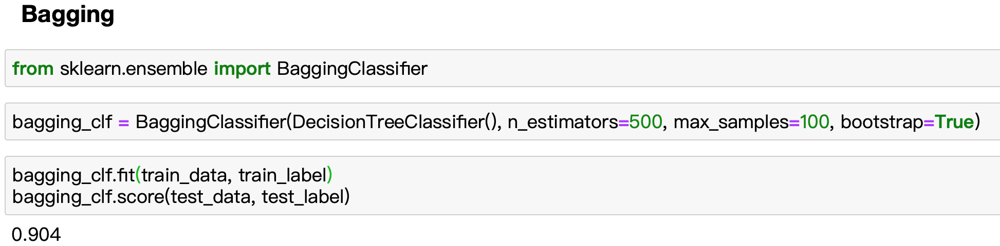 Bagging
from sklearn.ensemble import BaggingClassifier
bagging_clf = BaggingClassifier(DecisionTreeClassifier(), n_estimators=500, max_samples=100, bootstrap=True)
bagging_clf.fit(train_data, train_label)
bagging_clf.score(test_data, test_label)
0.904